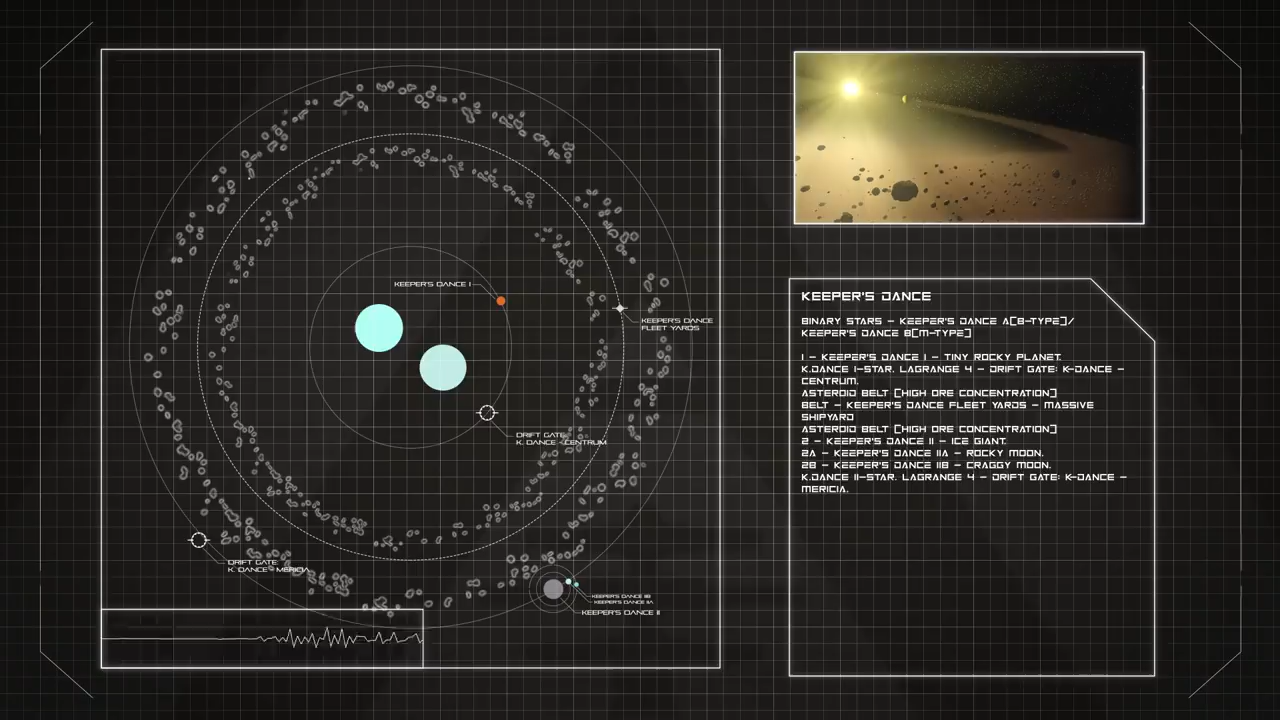 KEEPER'S DANCE I
KEEPER'S DANCE
FLEET YARDS
DRIFT GATE:
K. DANCE - CENTRUM
DRIFT GATE:
K. DANCE - MERICIA
KEEPER'S DANCE IIB
KEEPER'S DANCE IIA
KEEPER'S DANCE II
KEEPER'S DANCE
BINARY STARS – KEEPER'S DANCE A[B-TYPE]/
KEEPER'S DANCE B[M-TYPE]
1 – KEEPER'S DANCE I – TINY ROCKY PLANET.
K.DANCE I-STAR. LAGRANGE 4 – DRIFT GATE: K-DANCE –
CENTRUM.
ASTEROID BELT [HIGH ORE CONCENTRATION]
BELT – KEEPER'S DANCE FLEET YARDS – MASSIVE
SHIPYARD
ASTEROID BELT [HIGH ORE CONCENTRATION]
2 – KEEPER'S DANCE II – ICE GIANT.
2A – KEEPER'S DANCE IIA – ROCKY MOON.
2B – KEEPER'S DANCE IIB – CRAGGY MOON.
K.DANCE II-STAR. LAGRANGE 4 – DRIFT GATE: K-DANCE –
MERICIA.